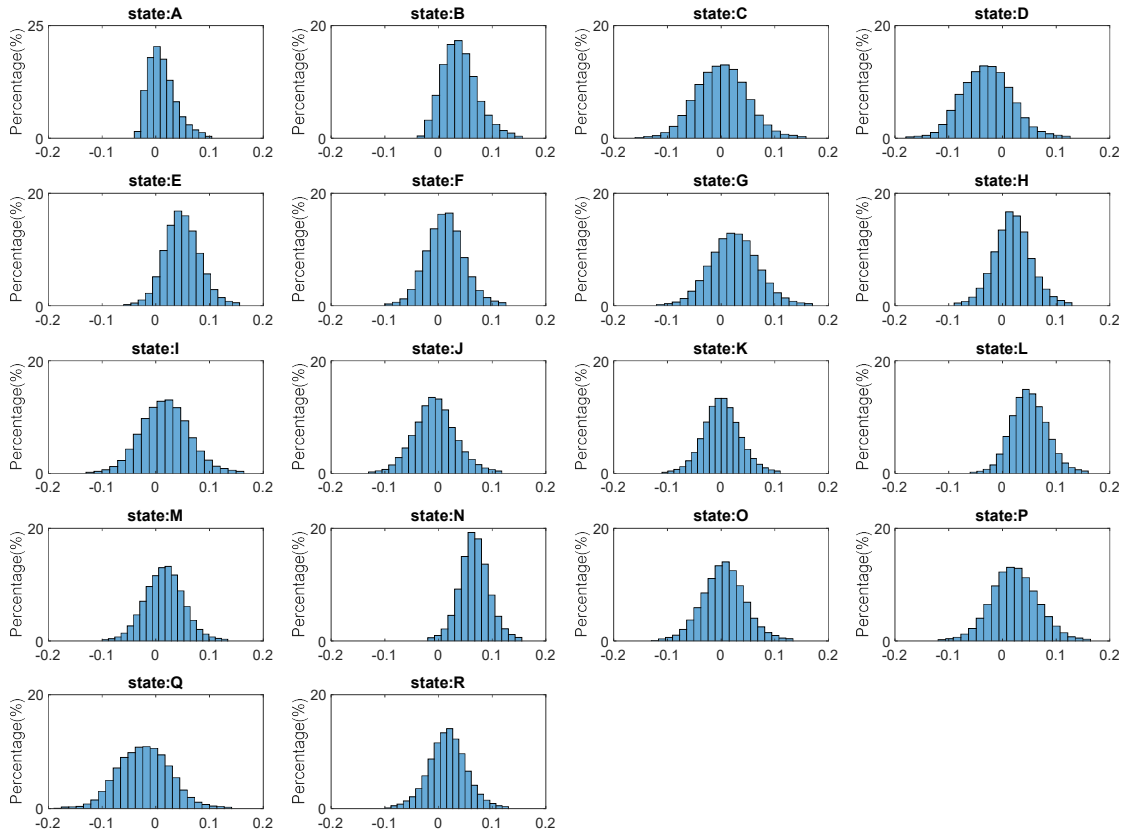 state:A
25
Percentage(%)
0
-0.2 -0.1 0 0.1 0.2
state:B
20
Percentage(%)
0
-0.2 -0.1 0 0.1 0.2
state:C
20
Percentage(%)
0
-0.2 -0.1 0 0.1 0.2
state:D
20
Percentage(%)
0
-0.2 -0.1 0 0.1 0.2
state:E
20
Percentage(%)
0
-0.2 -0.1 0 0.1 0.2
state:F
20
Percentage(%)
0
-0.2 -0.1 0 0.1 0.2
state:G
20
Percentage(%)
0
-0.2 -0.1 0 0.1 0.2
state:H
20
Percentage(%)
0
-0.2 -0.1 0 0.1 0.2
state:I
20
Percentage(%)
0
-0.2 -0.1 0 0.1 0.2
state:J
20
Percentage(%)
0
-0.2 -0.1 0 0.1 0.2
state:K
20
Percentage(%)
0
-0.2 -0.1 0 0.1 0.2
state:L
20
Percentage(%)
0
-0.2 -0.1 0 0.1 0.2
state:M
20
Percentage(%)
0
-0.2 -0.1 0 0.1 0.2
state:N
20
Percentage(%)
0
-0.2 -0.1 0 0.1 0.2
state:O
20
Percentage(%)
0
-0.2 -0.1 0 0.1 0.2
state:P
20
Percentage(%)
0
-0.2 -0.1 0 0.1 0.2
state:Q
20
Percentage(%)
0
-0.2 -0.1 0 0.1 0.2
state:R
20
Percentage(%)
0
-0.2 -0.1 0 0.1 0.2